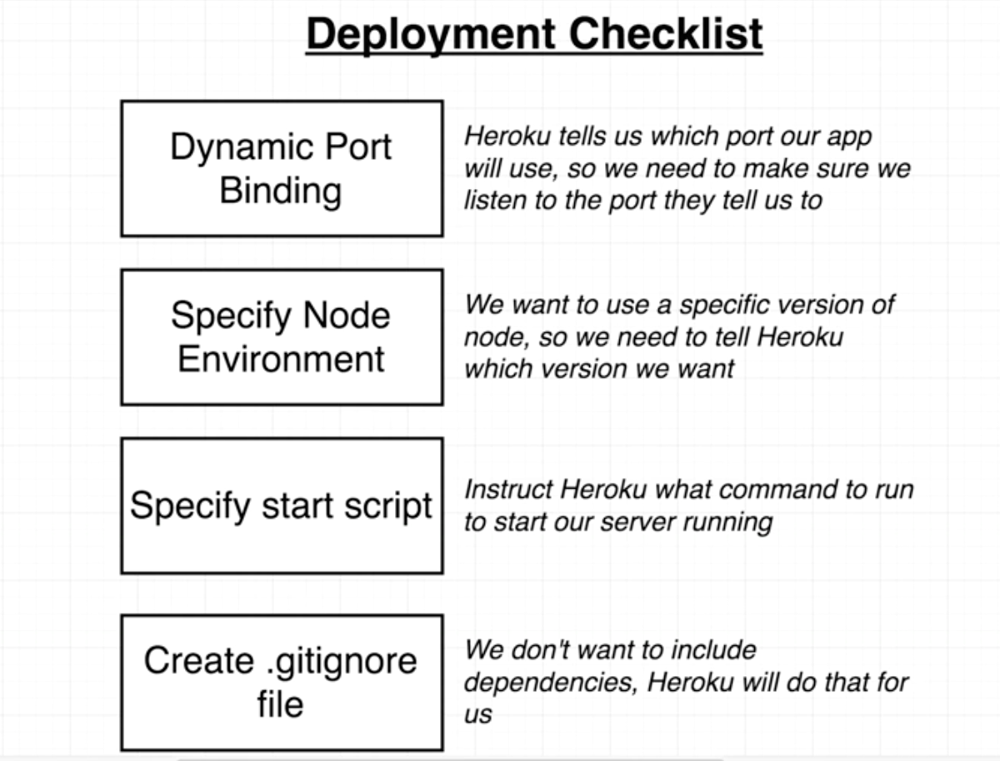 Deployment Checklist
Dynamic Port
Binding
Heroku tells us which port our app
will use, so we need to make sure we
listen to the port they tell us to
Specify Node
Environment
We want to use a specific version of
node, so we need to tell Heroku
which version we want
Specify start script
Instruct Heroku what command to run
to start our server running
Create .gitignore
file
We don't want to include
dependencies, Heroku will do that for
us